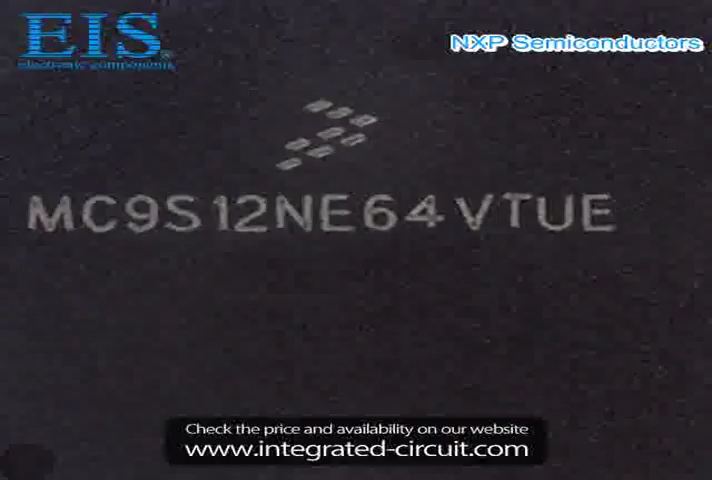 EIS
electronic components
NXP Semiconductors
MC9S12NE64VTUE
Check the price and availability on our website
www.integrated-circuit.com